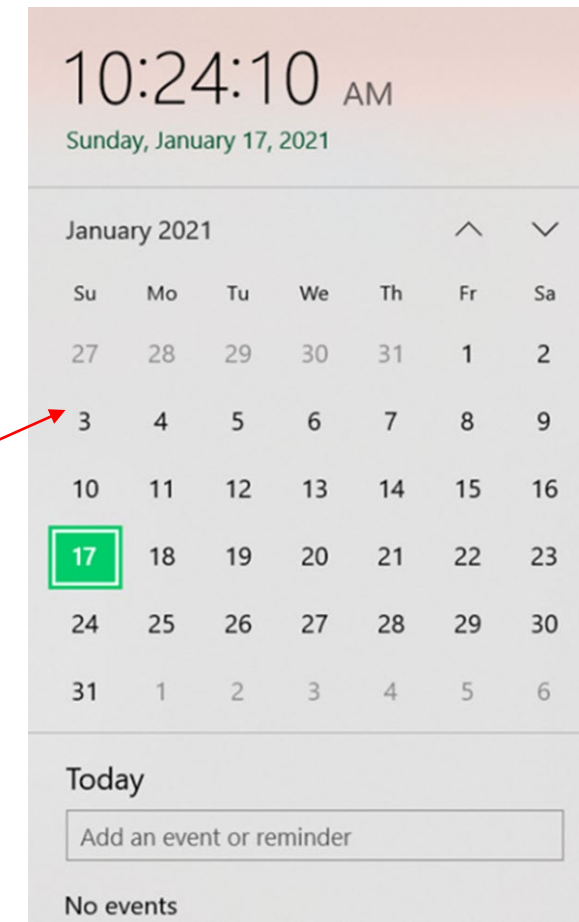 10:24:10 AM
Sunday, January 17, 2021
January 2021
Su Mo Tu We Th Fr Sa
27 28 29 30 31 1 2
3 4 5 6 7 8 9
10 11 12 13 14 15 16
17 18 19 20 21 22 23
24 25 26 27 28 29 30
31 1 2 3 4 5 6
Today
Add an event or reminder
No events